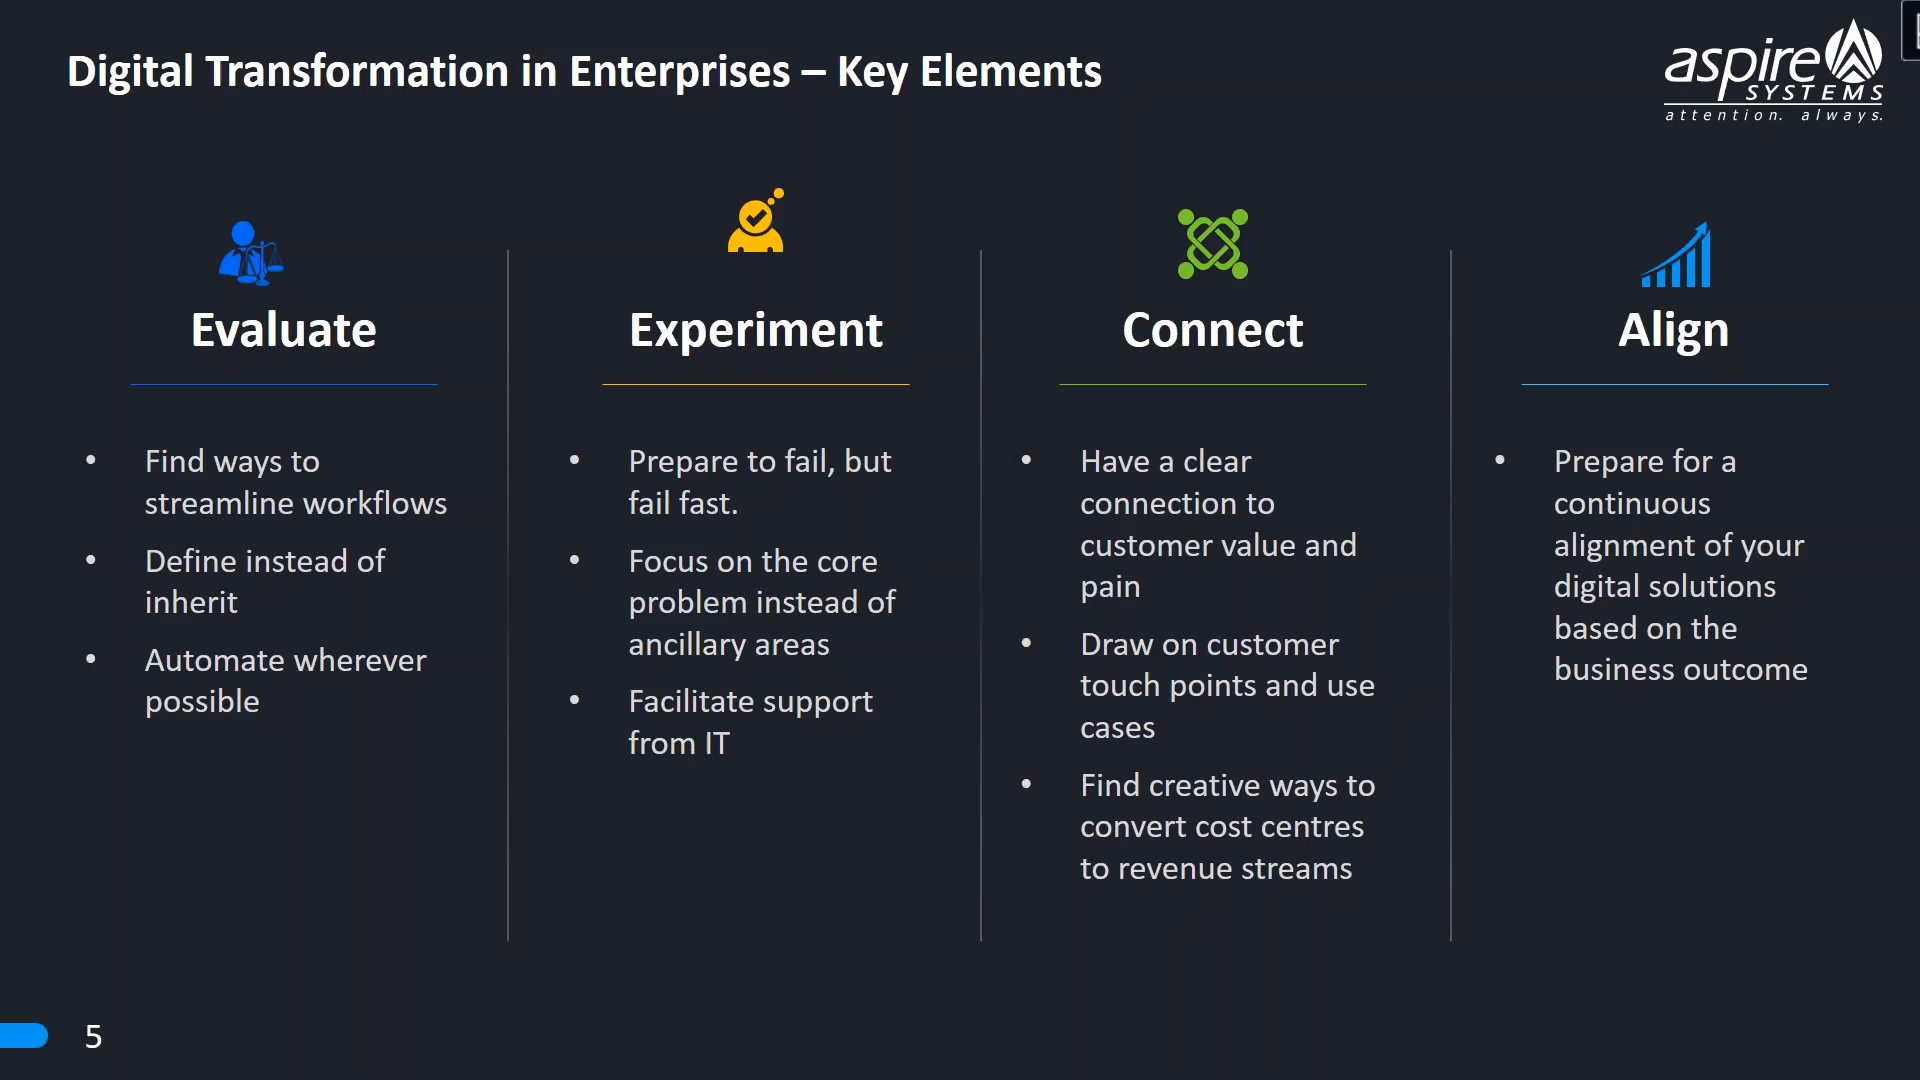 Digital Transformation in Enterprises – Key Elements
aspire
SYSTEMS
attention. always.
Evaluate
• Find ways to
streamline workflows
• Define instead of
inherit
• Automate wherever
possible
Experiment
• Prepare to fail, but
fail fast.
• Focus on the core
problem instead of
ancillary areas
• Facilitate support
from IT
Connect
• Have a clear
connection to
customer value and
pain
• Draw on customer
touch points and use
cases
• Find creative ways to
convert cost centres
to revenue streams
Align
• Prepare for a
continuous
alignment of your
digital solutions
based on the
business outcome
5